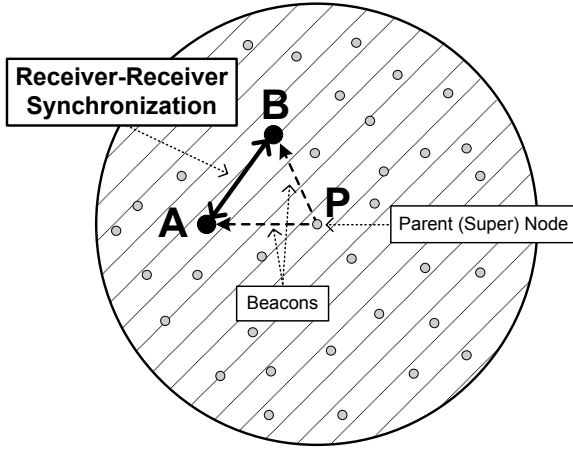 Receiver-Receiver
Synchronization
B
A
P
Parent (Super) Node
Beacons